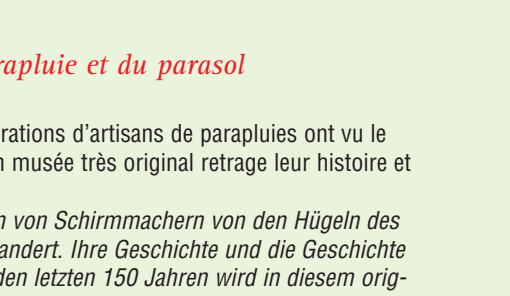 rapluie et du parasol
rations d'artisans de parapluies ont vu le
n musée très original retrage leur histoire et
n von Schirmmachern von den Hügeln des
andert. Ihre Geschichte und die Geschichte
den letzten 150 Jahren wird in diesem orig-